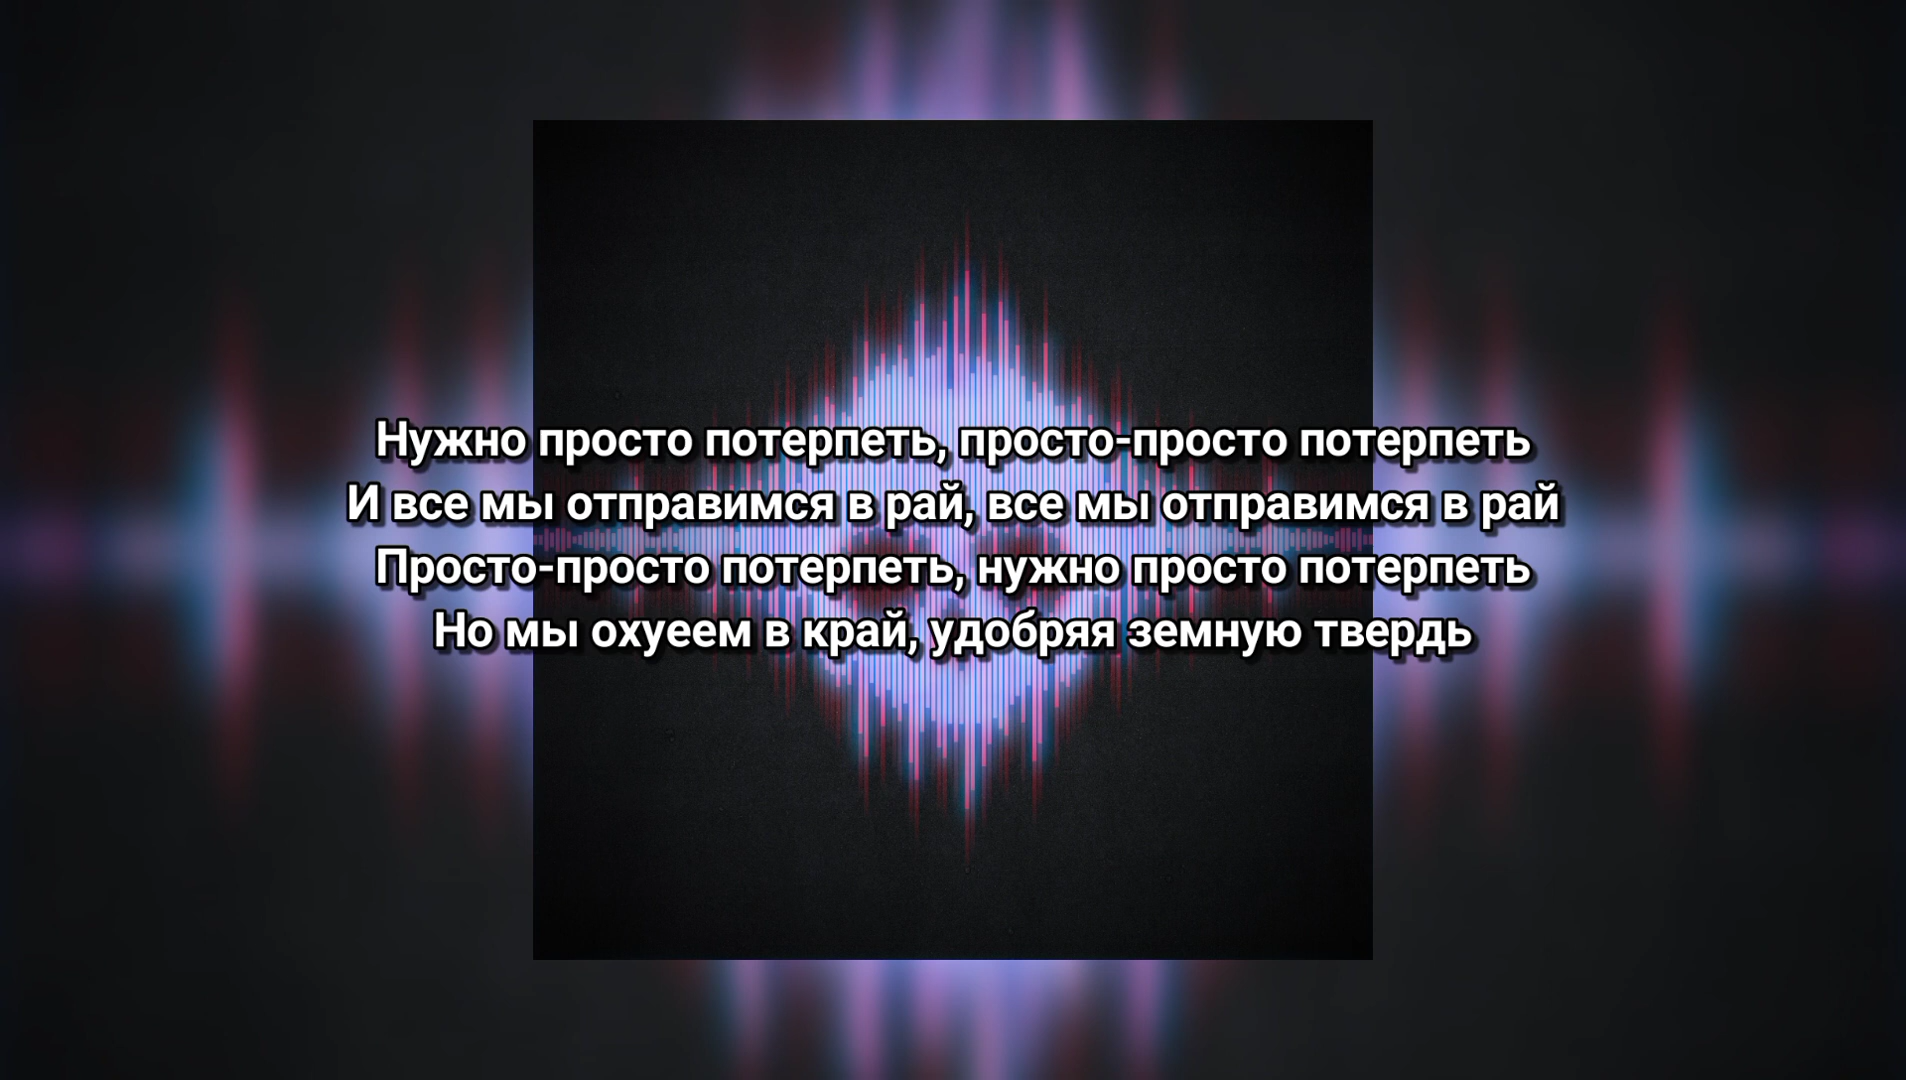 Нужно просто потерпеть, просто-просто потерпеть
И все мы отправимся в рай, все мы отправимся в рай
Просто-просто потерпеть, нужно просто потерпеть
Но мы охуеем в край, удобряя земную твердь